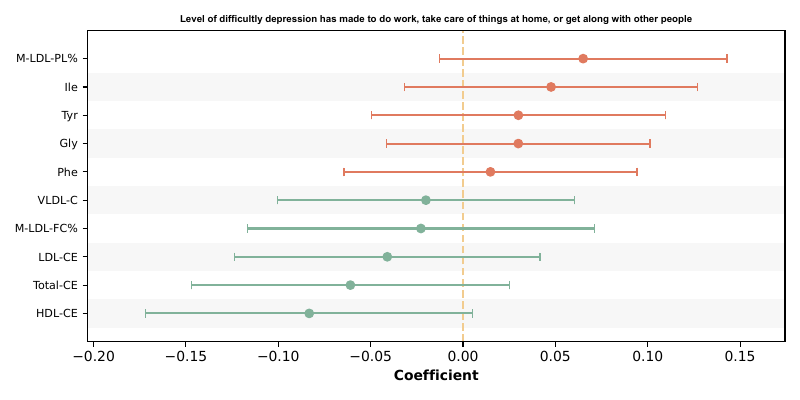 Level of difficultly depression has made to do work, take care of things at home, or get along with other people
M-LDL-PL%
Ile
Tyr
Gly
Phe
VLDL-C
M-LDL-FC%
LDL-CE
Total-CE
HDL-CE
−0.20 −0.15 −0.10 −0.05 0.00 0.05 0.10 0.15
Coefficient